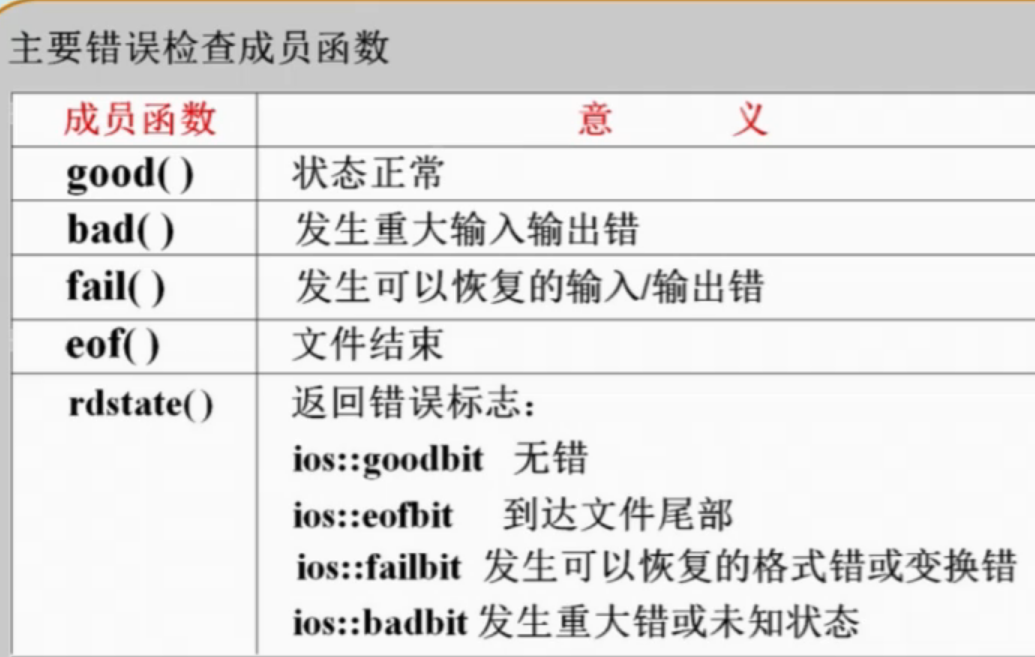 主要错误检查成员函数
成员函数 意 义
good( ) 状态正常
bad( ) 发生重大输入输出错
fail( ) 发生可以恢复的输入/输出错
eof( ) 文件结束
rdstate() 返回错误标志：
ios::goodbit 无错
ios::eofbit 到达文件尾部
ios::failbit 发生可以恢复的格式错或变换错
ios::badbit 发生重大错或未知状态